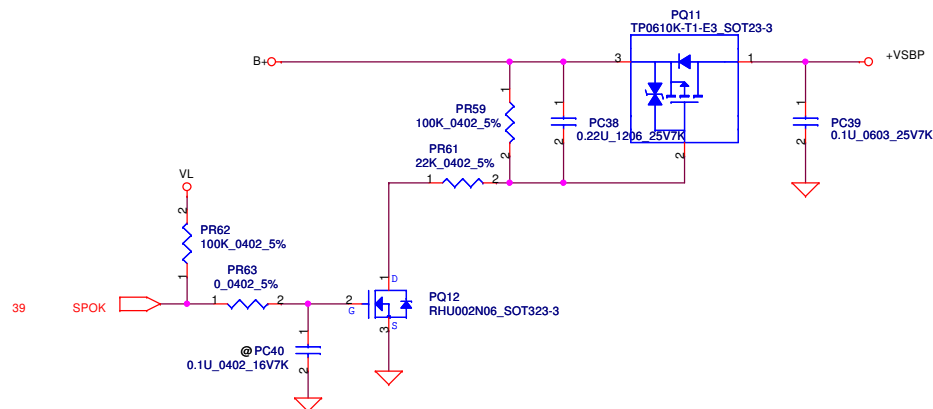 PQ11
TP0610K-T1-E3_SOT23-3
B+
3
1
+VSBP
1
PR59
100K_0402_5%
2
1
PC38
0.22U_1206_25V7K
2
2
1
PC39
0.1U_0603_25V7K
2
PR61
22K_0402_5%
1
2
VL
2
PR62
100K_0402_5%
1
PR63
0_0402_5%
39
SPOK
1
2
2
G
1
D
PQ12
RHU002N06_SOT323-3
3
S
1
@PC40
0.1U_0402_16V7K
2